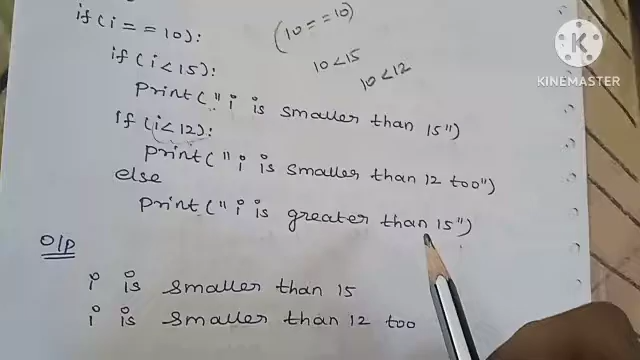 if(i==10):
(10==10)
if(i<15):
10<15
10<12
print("i is smaller than 15")
if(i<12):
print("i is smaller than 12 too")
else
print("i is greater than 15")
O/p
i is smaller than 15
i is smaller than 12 too
KINEMASTER